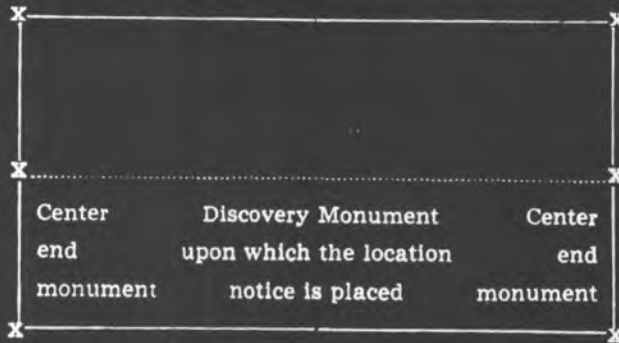 X X
X X
Center Discovery Monument Center
end upon which the location end
monument notice is placed monument
X X